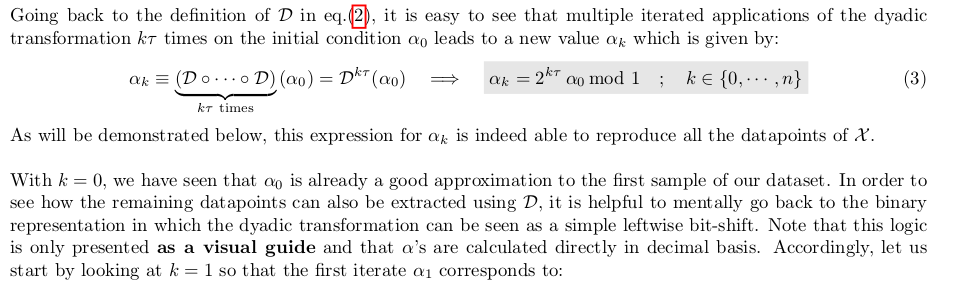 Going back to the definition of 𝒟 in eq.(2), it is easy to see that multiple iterated applications of the dyadic
transformation kτ times on the initial condition α₀ leads to a new value αₖ which is given by:
αₖ ≡ (𝒟 ∘ ··· ∘ 𝒟) (α₀) = 𝒟ᵏᵗ(α₀) ⟹ αₖ = 2ᵏᵗ α₀ mod 1 ; k ∈ {0, ··· , n} (3)
kτ times
As will be demonstrated below, this expression for αₖ is indeed able to reproduce all the datapoints of 𝒳.
With k = 0, we have seen that α₀ is already a good approximation to the first sample of our dataset. In order to
see how the remaining datapoints can also be extracted using 𝒟, it is helpful to mentally go back to the binary
representation in which the dyadic transformation can be seen as a simple leftwise bit-shift. Note that this logic
is only presented as a visual guide and that α's are calculated directly in decimal basis. Accordingly, let us
start by looking at k = 1 so that the first iterate α₁ corresponds to: